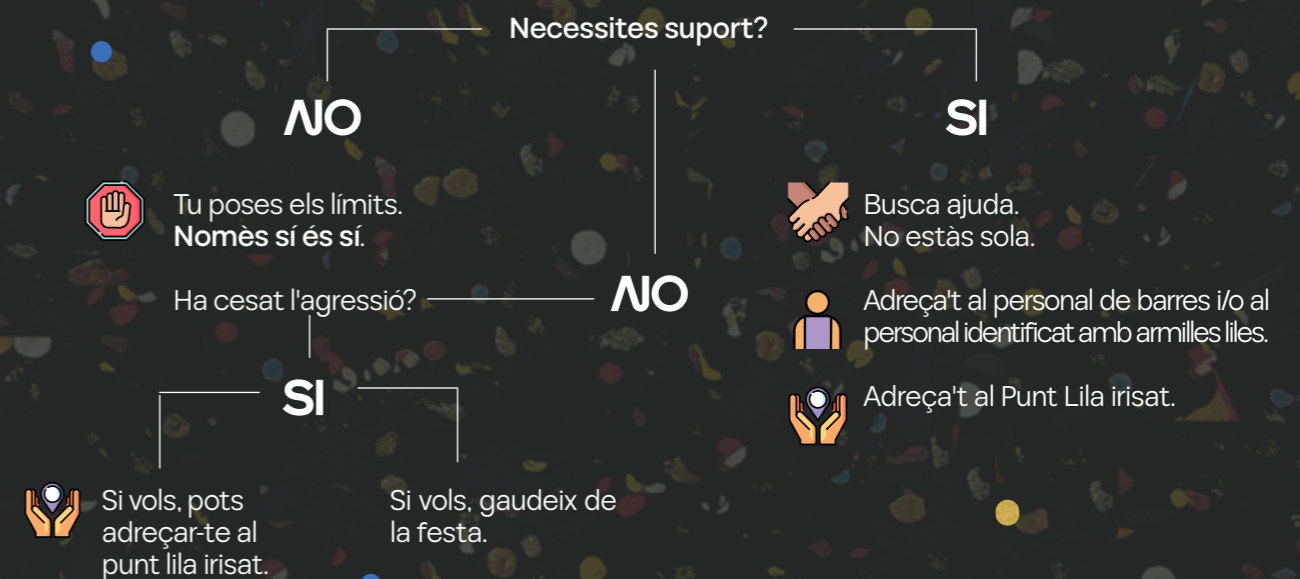 Necessites suport?
NO
SI
Tu poses els límits.
Nomès sí és sí.
Busca ajuda.
No estàs sola.
Ha cesat l'agressió?
NO
Adreça't al personal de barres i/o al
personal identificat amb armilles liles.
SI
Adreça't al Punt Lila irisat.
Si vols, pots
adreçar-te al
punt lila irisat.
Si vols, gaudeix de
la festa.